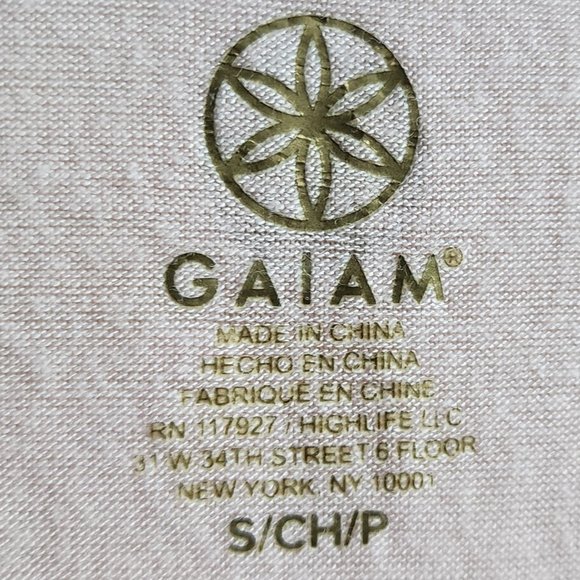 GAIAM®
MADE IN CHINA
HECHO EN CHINA
FABRIQUE EN CHINE
RN 117927 / HIGHLIFE LLC
31 W 34TH STREET 6 FLOOR
NEW YORK, NY 10001
S/CH/P